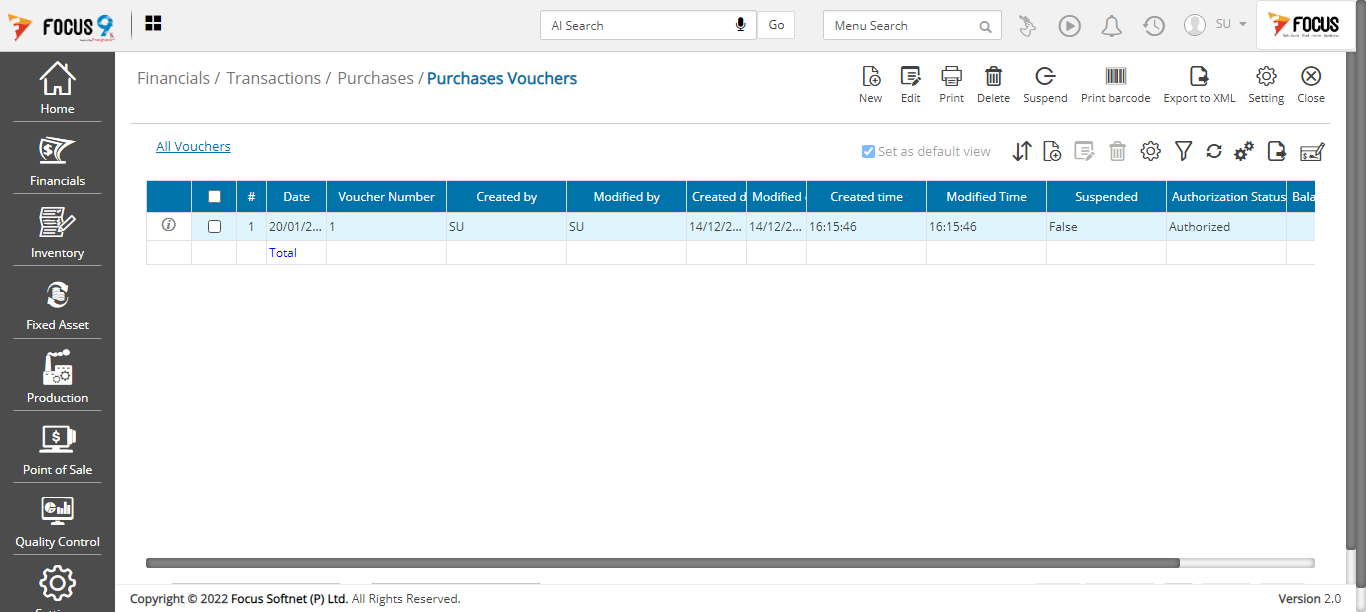 FOCUS 9
AI Search
Go
Menu Search
SU
FOCUS
Home
Financials
Inventory
Fixed Asset
Production
Point of Sale
Quality Control
Financials / Transactions / Purchases / Purchases Vouchers
New
Edit
Print
Delete
Suspend
Print barcode
Export to XML
Setting
Close
All Vouchers
Set as default view
# Date Voucher Number Created by Modified by Created d Modified Created time Modified Time Suspended Authorization Status Bala
1 20/01/2... 1 SU SU 14/12/2... 14/12/2... 16:15:46 16:15:46 False Authorized
Total
Copyright © 2022 Focus Softnet (P) Ltd. All Rights Reserved.
Version 2.0